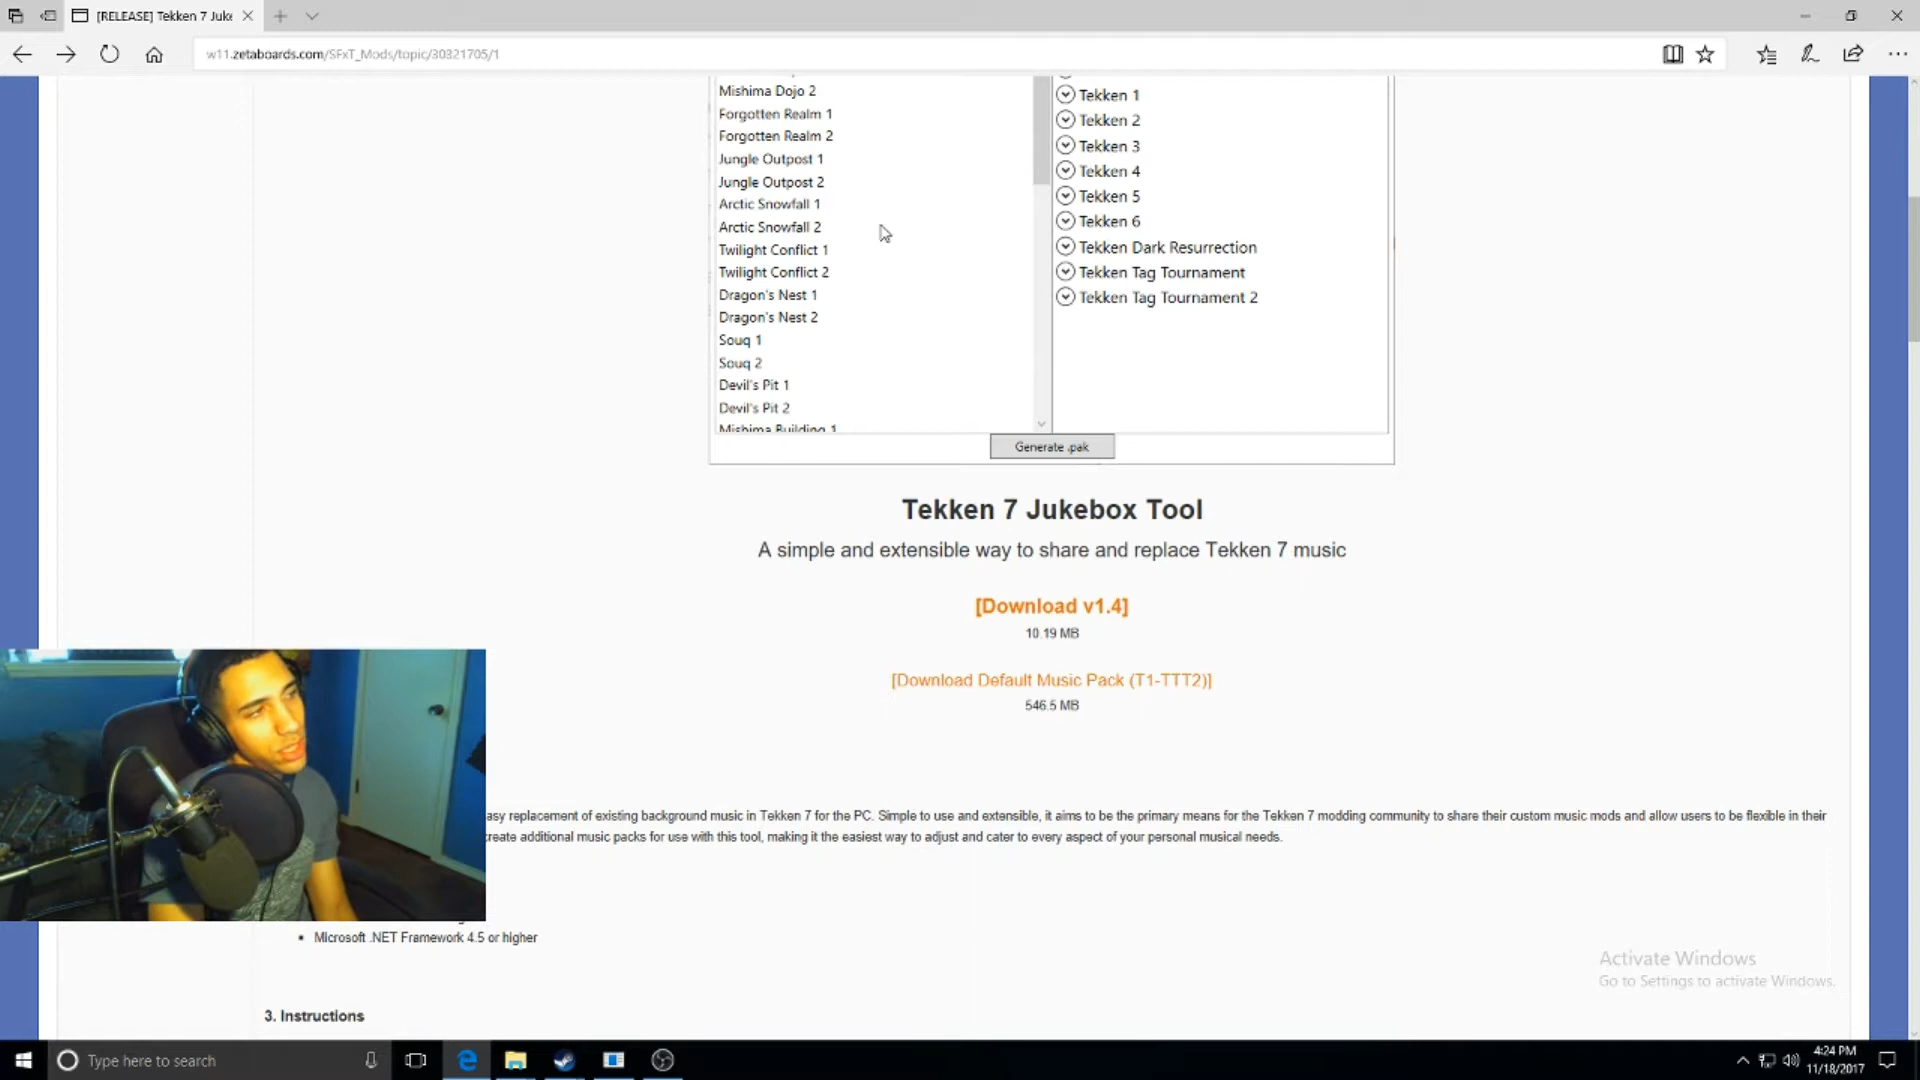 [RELEASE] Tekken 7 Juke
w11.zetaboards.com/SFxT_Mods/topic/30321705/1
Mishima Dojo 2
Forgotten Realm 1
Forgotten Realm 2
Jungle Outpost 1
Jungle Outpost 2
Arctic Snowfall 1
Arctic Snowfall 2
Twilight Conflict 1
Twilight Conflict 2
Dragon's Nest 1
Dragon's Nest 2
Souq 1
Souq 2
Devil's Pit 1
Devil's Pit 2
Mishima Building 1
Tekken 1
Tekken 2
Tekken 3
Tekken 4
Tekken 5
Tekken 6
Tekken Dark Resurrection
Tekken Tag Tournament
Tekken Tag Tournament 2
Generate .pak
Tekken 7 Jukebox Tool
A simple and extensible way to share and replace Tekken 7 music
[Download v1.4]
10.19 MB
[Download Default Music Pack (T1-TTT2)]
546.5 MB
asy replacement of existing background music in Tekken 7 for the PC. Simple to use and extensible, it aims to be the primary means for the Tekken 7 modding community to share their custom music mods and allow users to be flexible in their
create additional music packs for use with this tool, making it the easiest way to adjust and cater to every aspect of your personal musical needs.
Microsoft .NET Framework 4.5 or higher
3. Instructions
Activate Windows
Go to Settings to activate Windows.
Type here to search
4:24 PM
11/18/2017